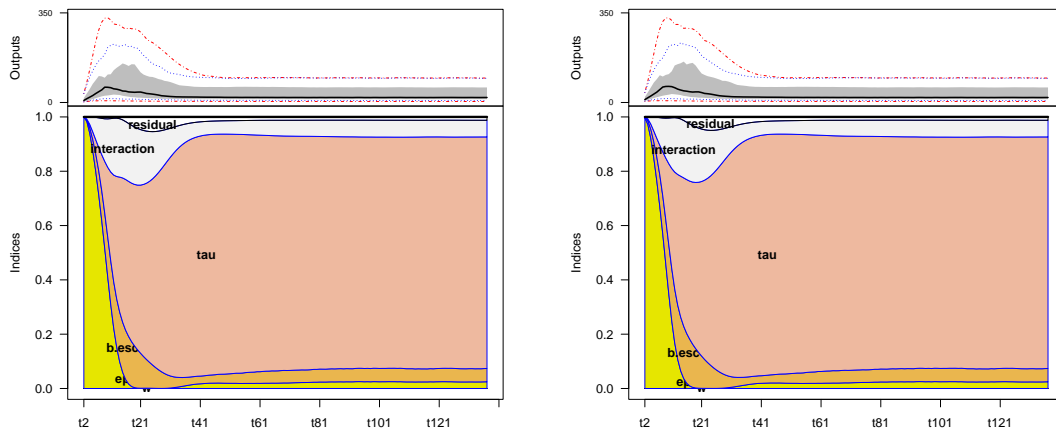 350
Outputs
0
1.0
residual
interaction
0.8
0.6
Indices
tau
0.4
0.2
b.esc
ep
0.0
t2 t21 t41 t61 t81 t101 t121
350
Outputs
0
1.0
residual
interaction
0.8
0.6
Indices
tau
0.4
0.2
b.esc
ep
0.0
t2 t21 t41 t61 t81 t101 t121